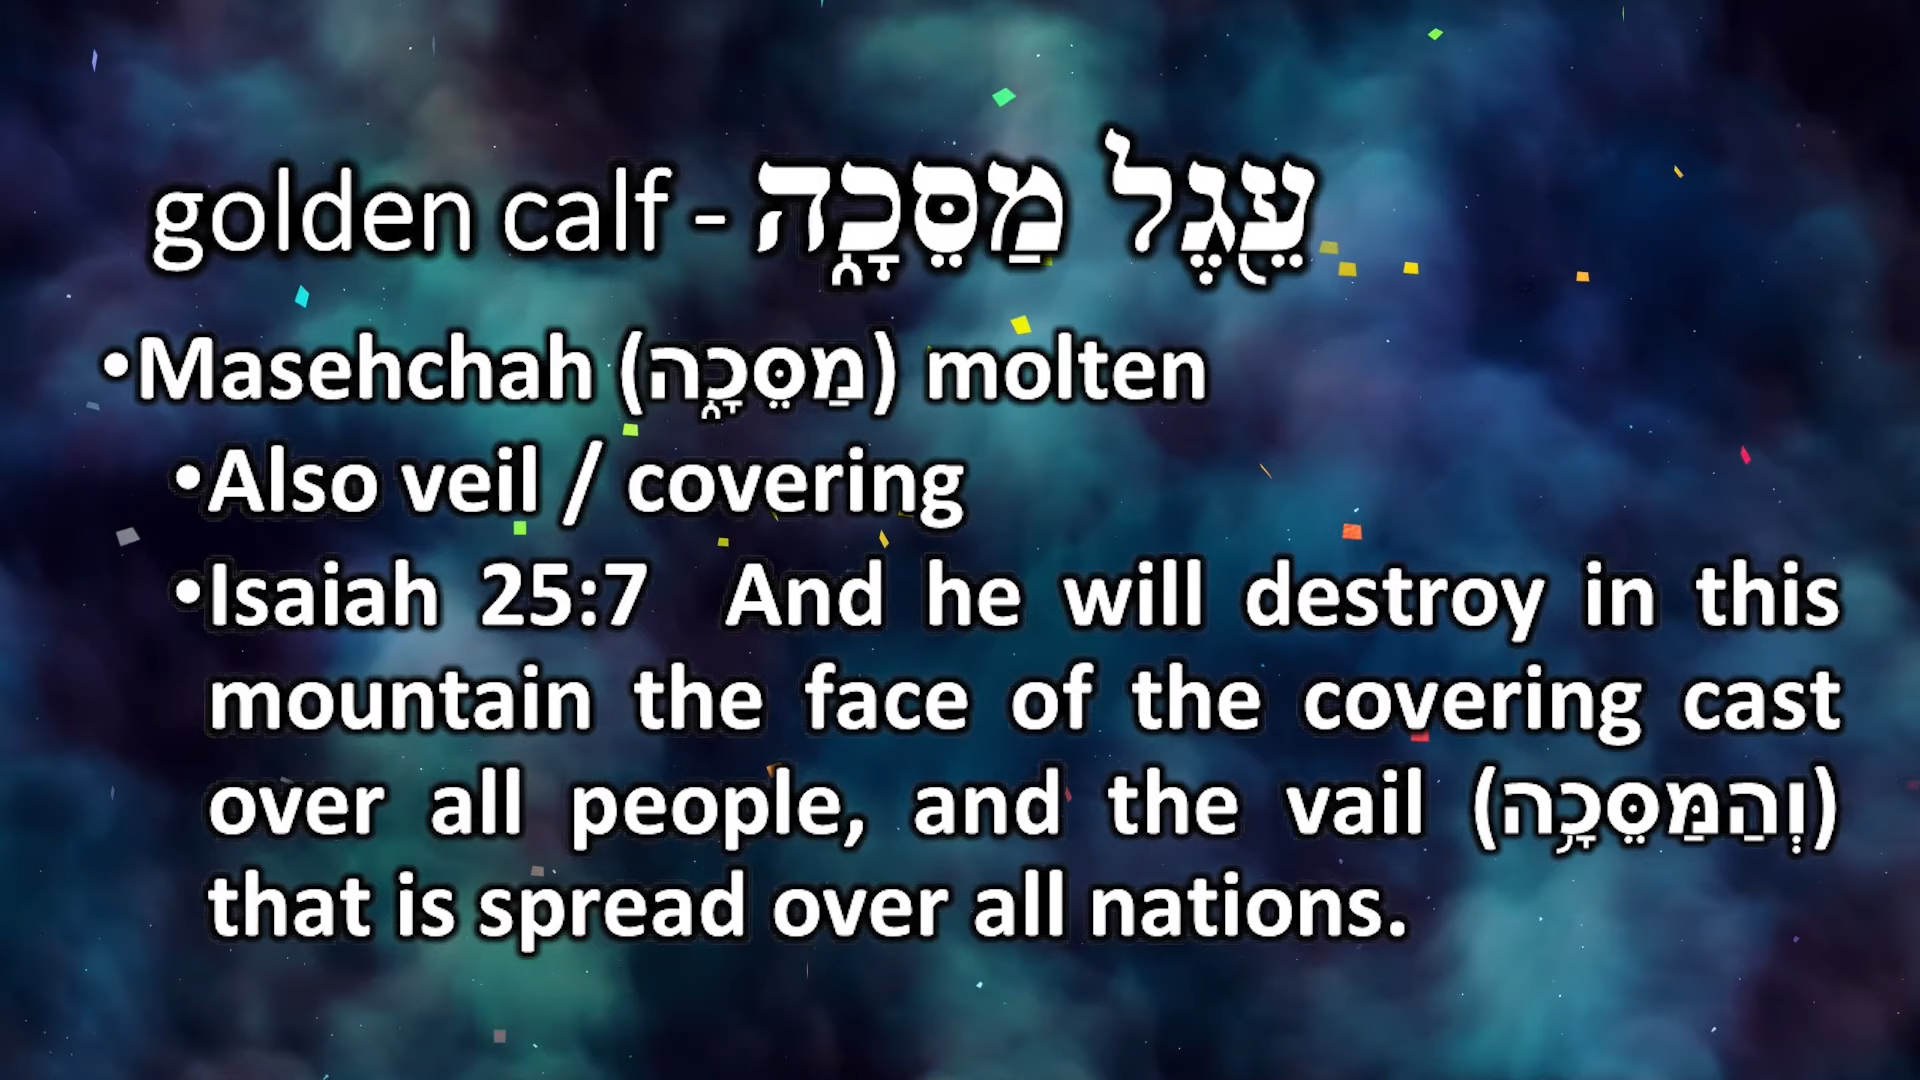 golden calf - עֵ֖גֶל מַסֵּכָ֑ה
•Masehchah (מַסֵּכָ֑ה) molten
•Also veil / covering
•Isaiah 25:7 And he will destroy in this
mountain the face of the covering cast
over all people, and the vail (וְהַמַּסֵּכָ֥ה)
that is spread over all nations.